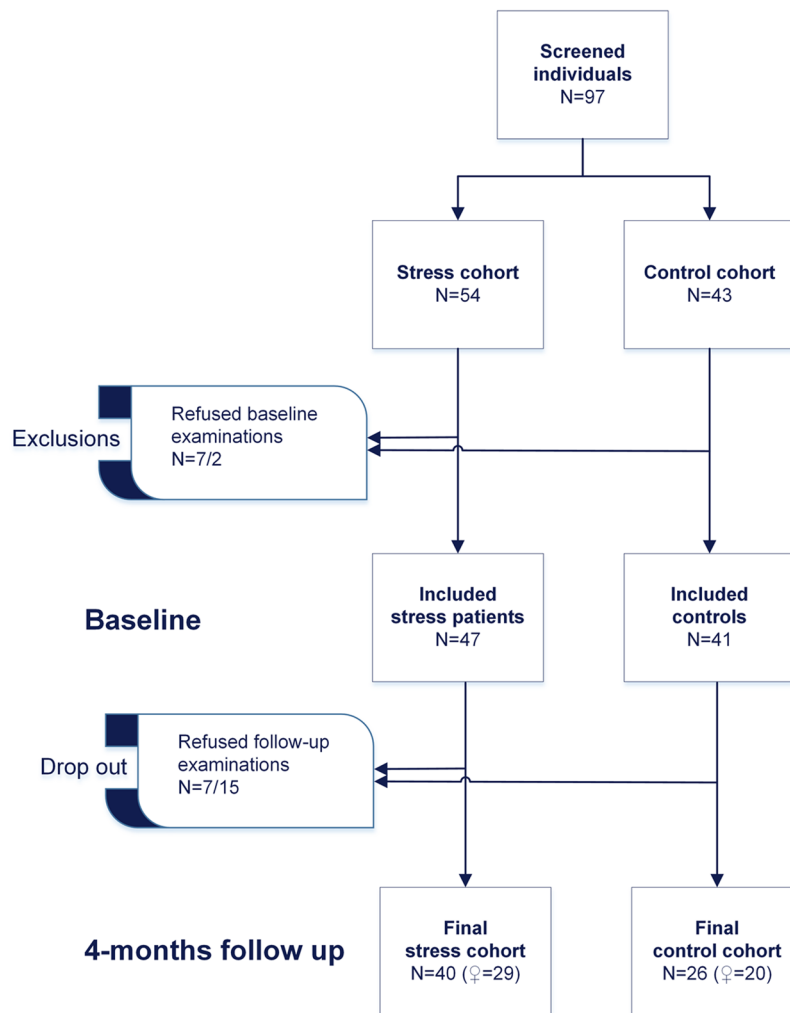 Screened
individuals
N=97
Stress cohort
N=54
Control cohort
N=43
Exclusions
Refused baseline
examinations
N=7/2
Baseline
Included
stress patients
N=47
Included
controls
N=41
Drop out
Refused follow-up
examinations
N=7/15
4-months follow up
Final
stress cohort
N=40 (♀=29)
Final
control cohort
N=26 (♀=20)